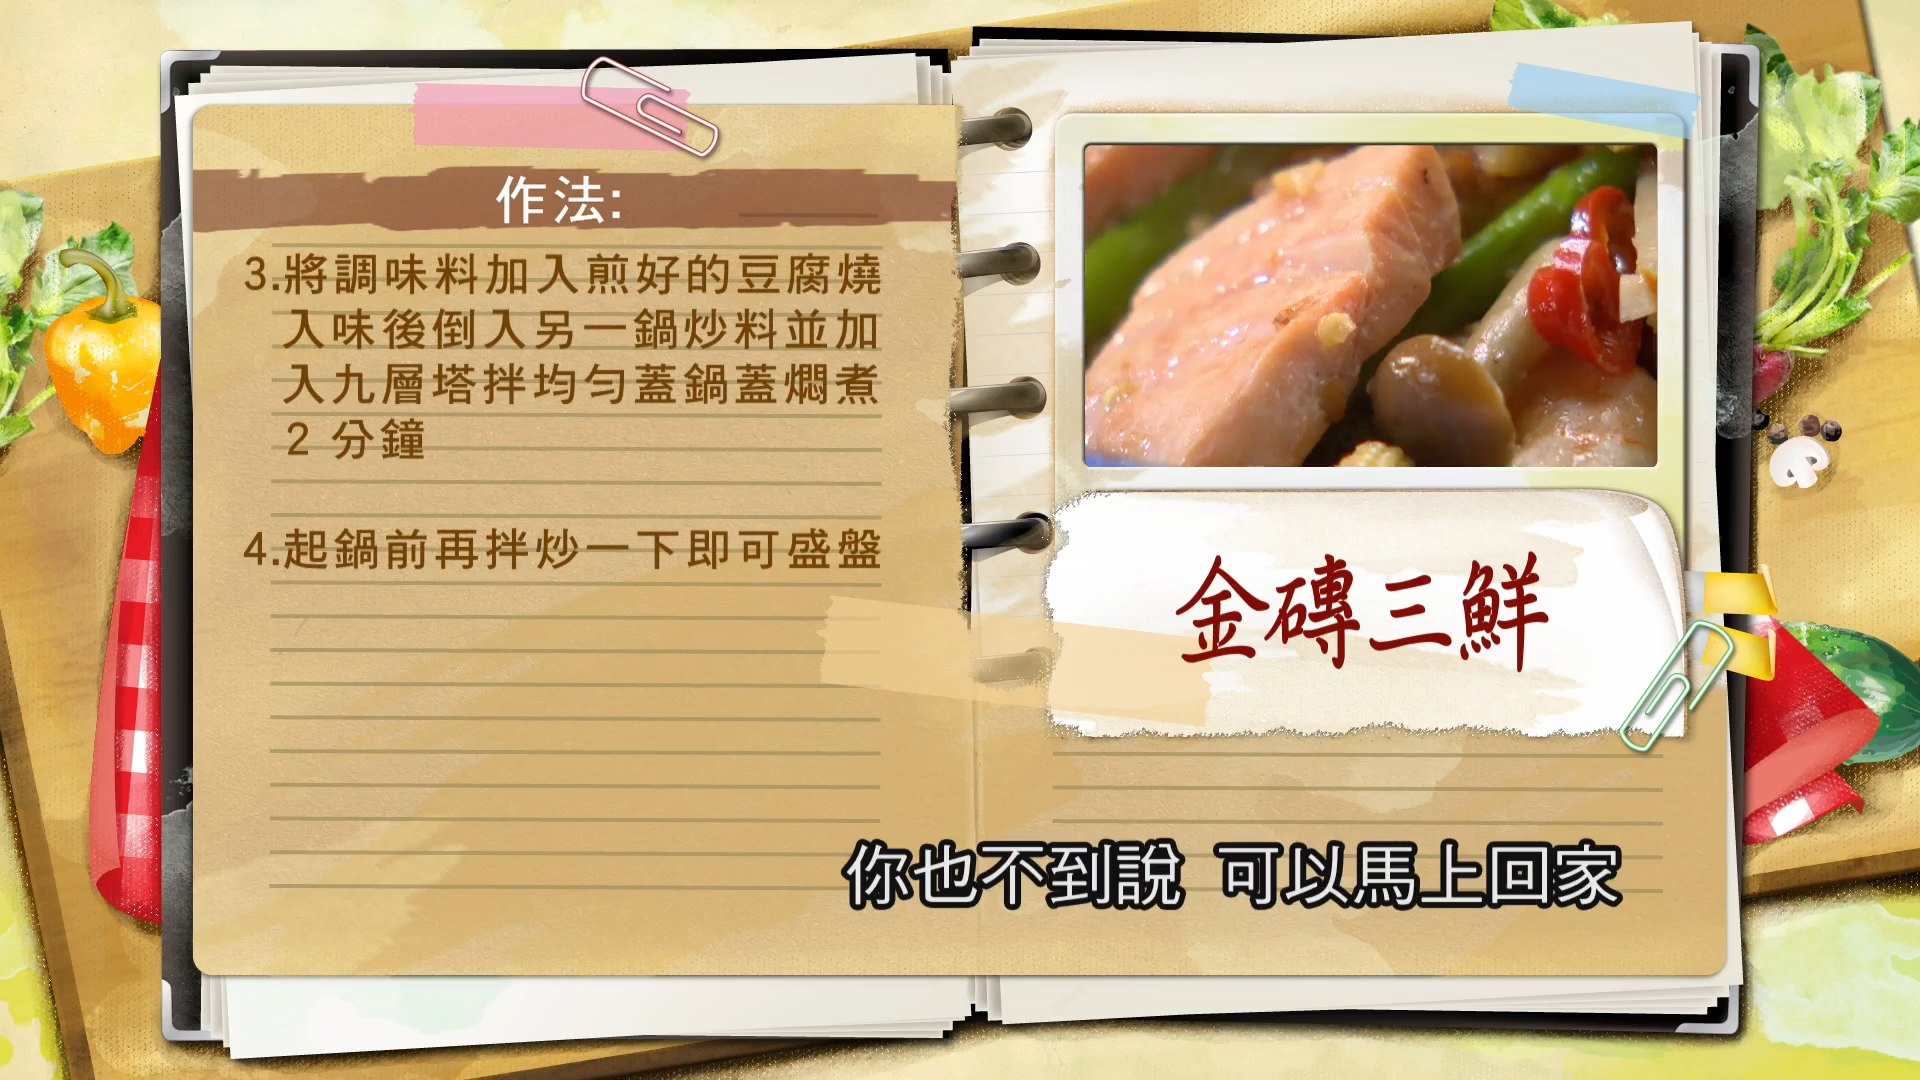 作法:
3.將調味料加入煎好的豆腐燒
入味後倒入另一鍋炒料並加
入九層塔拌均勻蓋鍋蓋燜煮
2 分鐘
4.起鍋前再拌炒一下即可盛盤
金磚三鮮
你也不到說 可以馬上回家